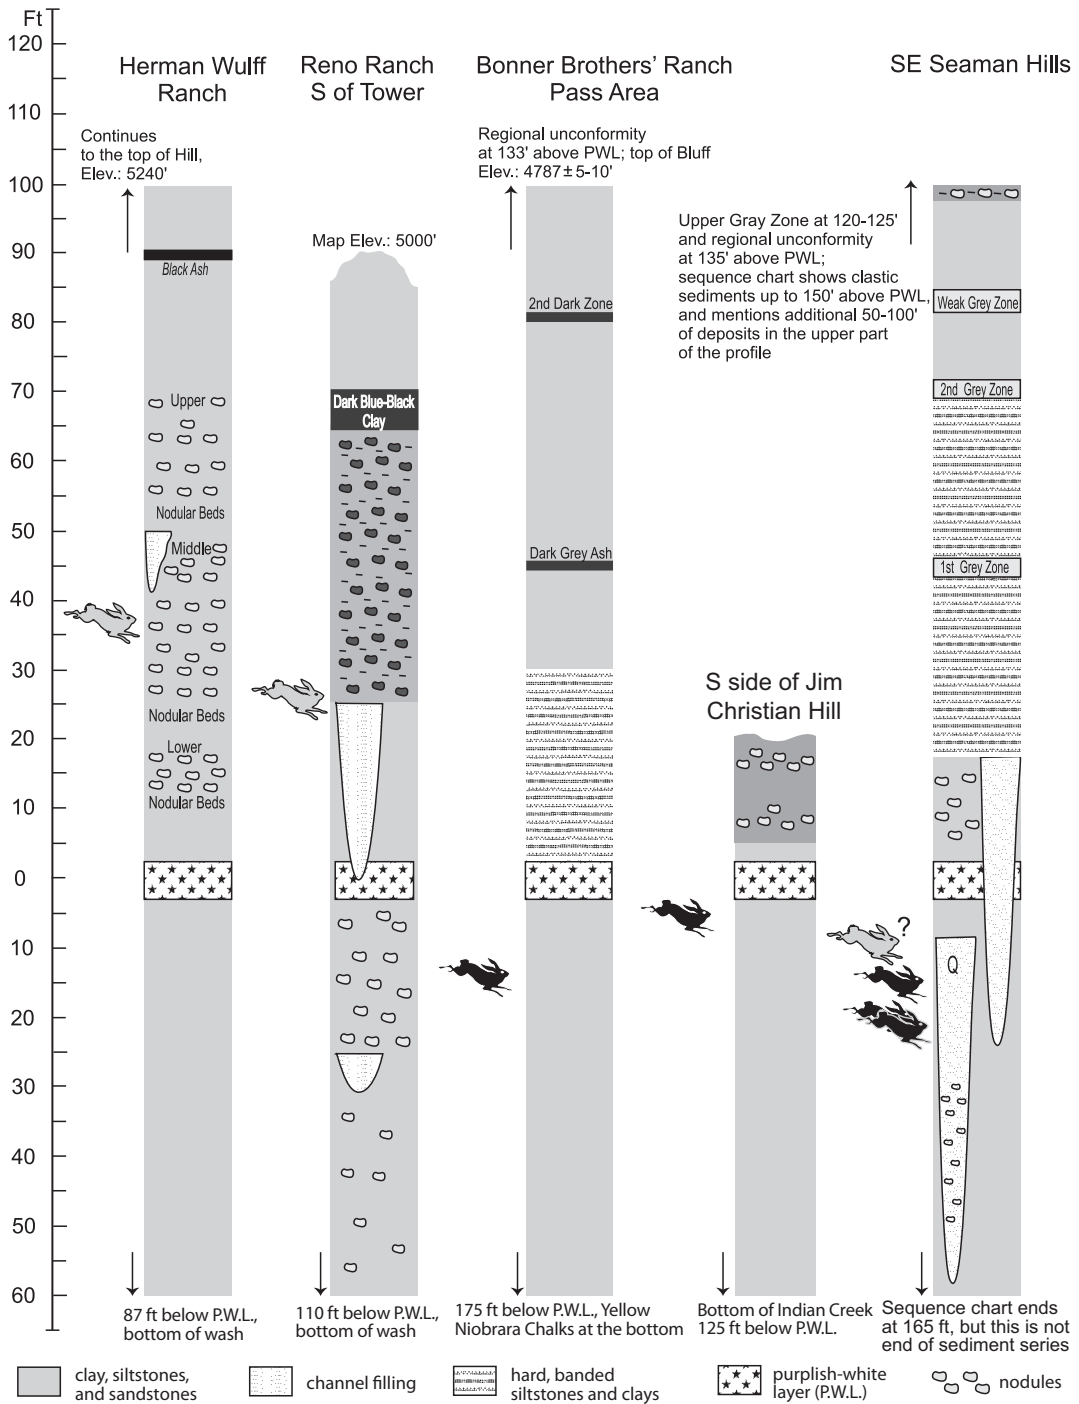 Ft
120
110
100
90
80
70
60
50
40
30
20
10
0
10
20
30
40
50
60
Herman Wulff
Ranch
Continues
to the top of Hill,
Elev.: 5240'
Black Ash
Upper
Nodular Beds
Middle
Nodular Beds
Lower
Nodular Beds
87 ft below P.W.L.,
bottom of wash
Reno Ranch
S of Tower
Map Elev.: 5000'
Dark Blue-Black
Clay
110 ft below P.W.L.,
bottom of wash
Bonner Brothers' Ranch
Pass Area
Regional unconformity
at 133' above PWL; top of Bluff
Elev.: 4787±5-10'
2nd Dark Zone
Dark Grey Ash
175 ft below P.W.L., Yellow
Niobrara Chalks at the bottom
S side of Jim
Christian Hill
Bottom of Indian Creek
125 ft below P.W.L.
SE Seaman Hills
Upper Gray Zone at 120-125'
and regional unconformity
at 135' above PWL;
sequence chart shows clastic
sediments up to 150' above PWL,
and mentions additional 50-100'
of deposits in the upper part
of the profile
Weak Grey Zone
2nd Grey Zone
1st Grey Zone
?
Q
Sequence chart ends
at 165 ft, but this is not
end of sediment series
clay, siltstones,
and sandstones
channel filling
hard, banded
siltstones and clays
purplish-white
layer (P.W.L.)
nodules